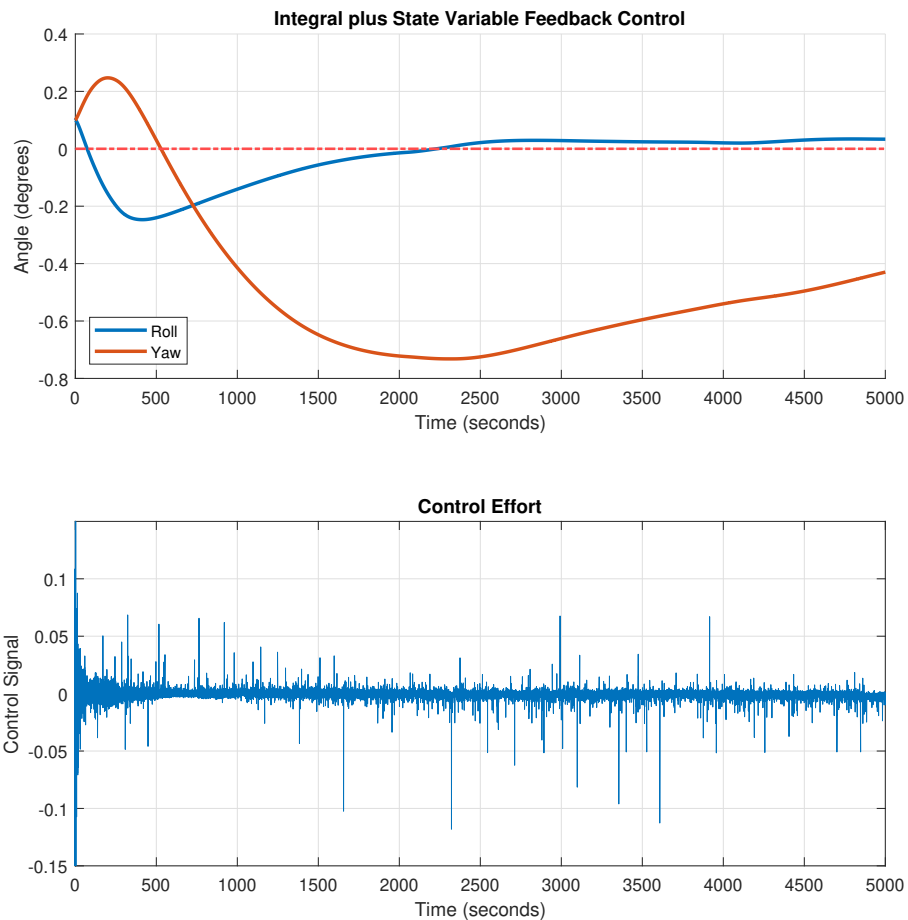 Integral plus State Variable Feedback Control
0.4
0.2
0
-0.2
-0.4
-0.6
-0.8
Angle (degrees)
Roll
Yaw
0 500 1000 1500 2000 2500 3000 3500 4000 4500 5000
Time (seconds)
Control Effort
0.1
0.05
0
-0.05
-0.1
-0.15
Control Signal
0 500 1000 1500 2000 2500 3000 3500 4000 4500 5000
Time (seconds)